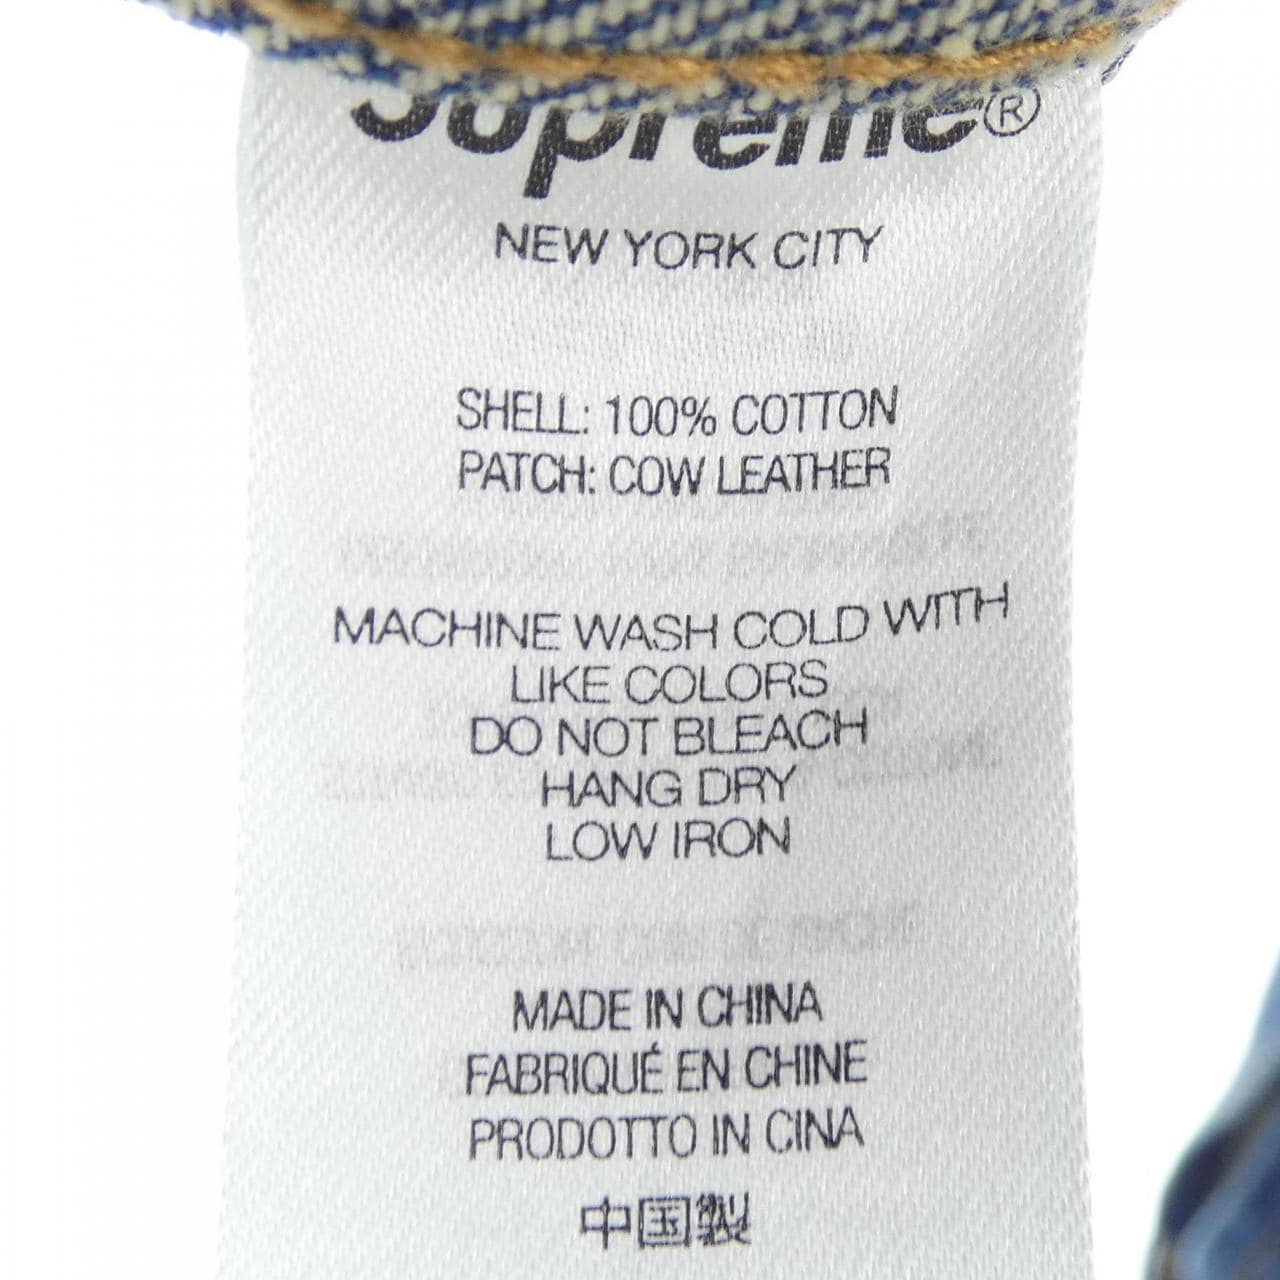 Supreme®
NEW YORK CITY
SHELL: 100% COTTON
PATCH: COW LEATHER
MACHINE WASH COLD WITH
LIKE COLORS
DO NOT BLEACH
HANG DRY
LOW IRON
MADE IN CHINA
FABRIQUÉ EN CHINE
PRODOTTO IN CINA
中国製